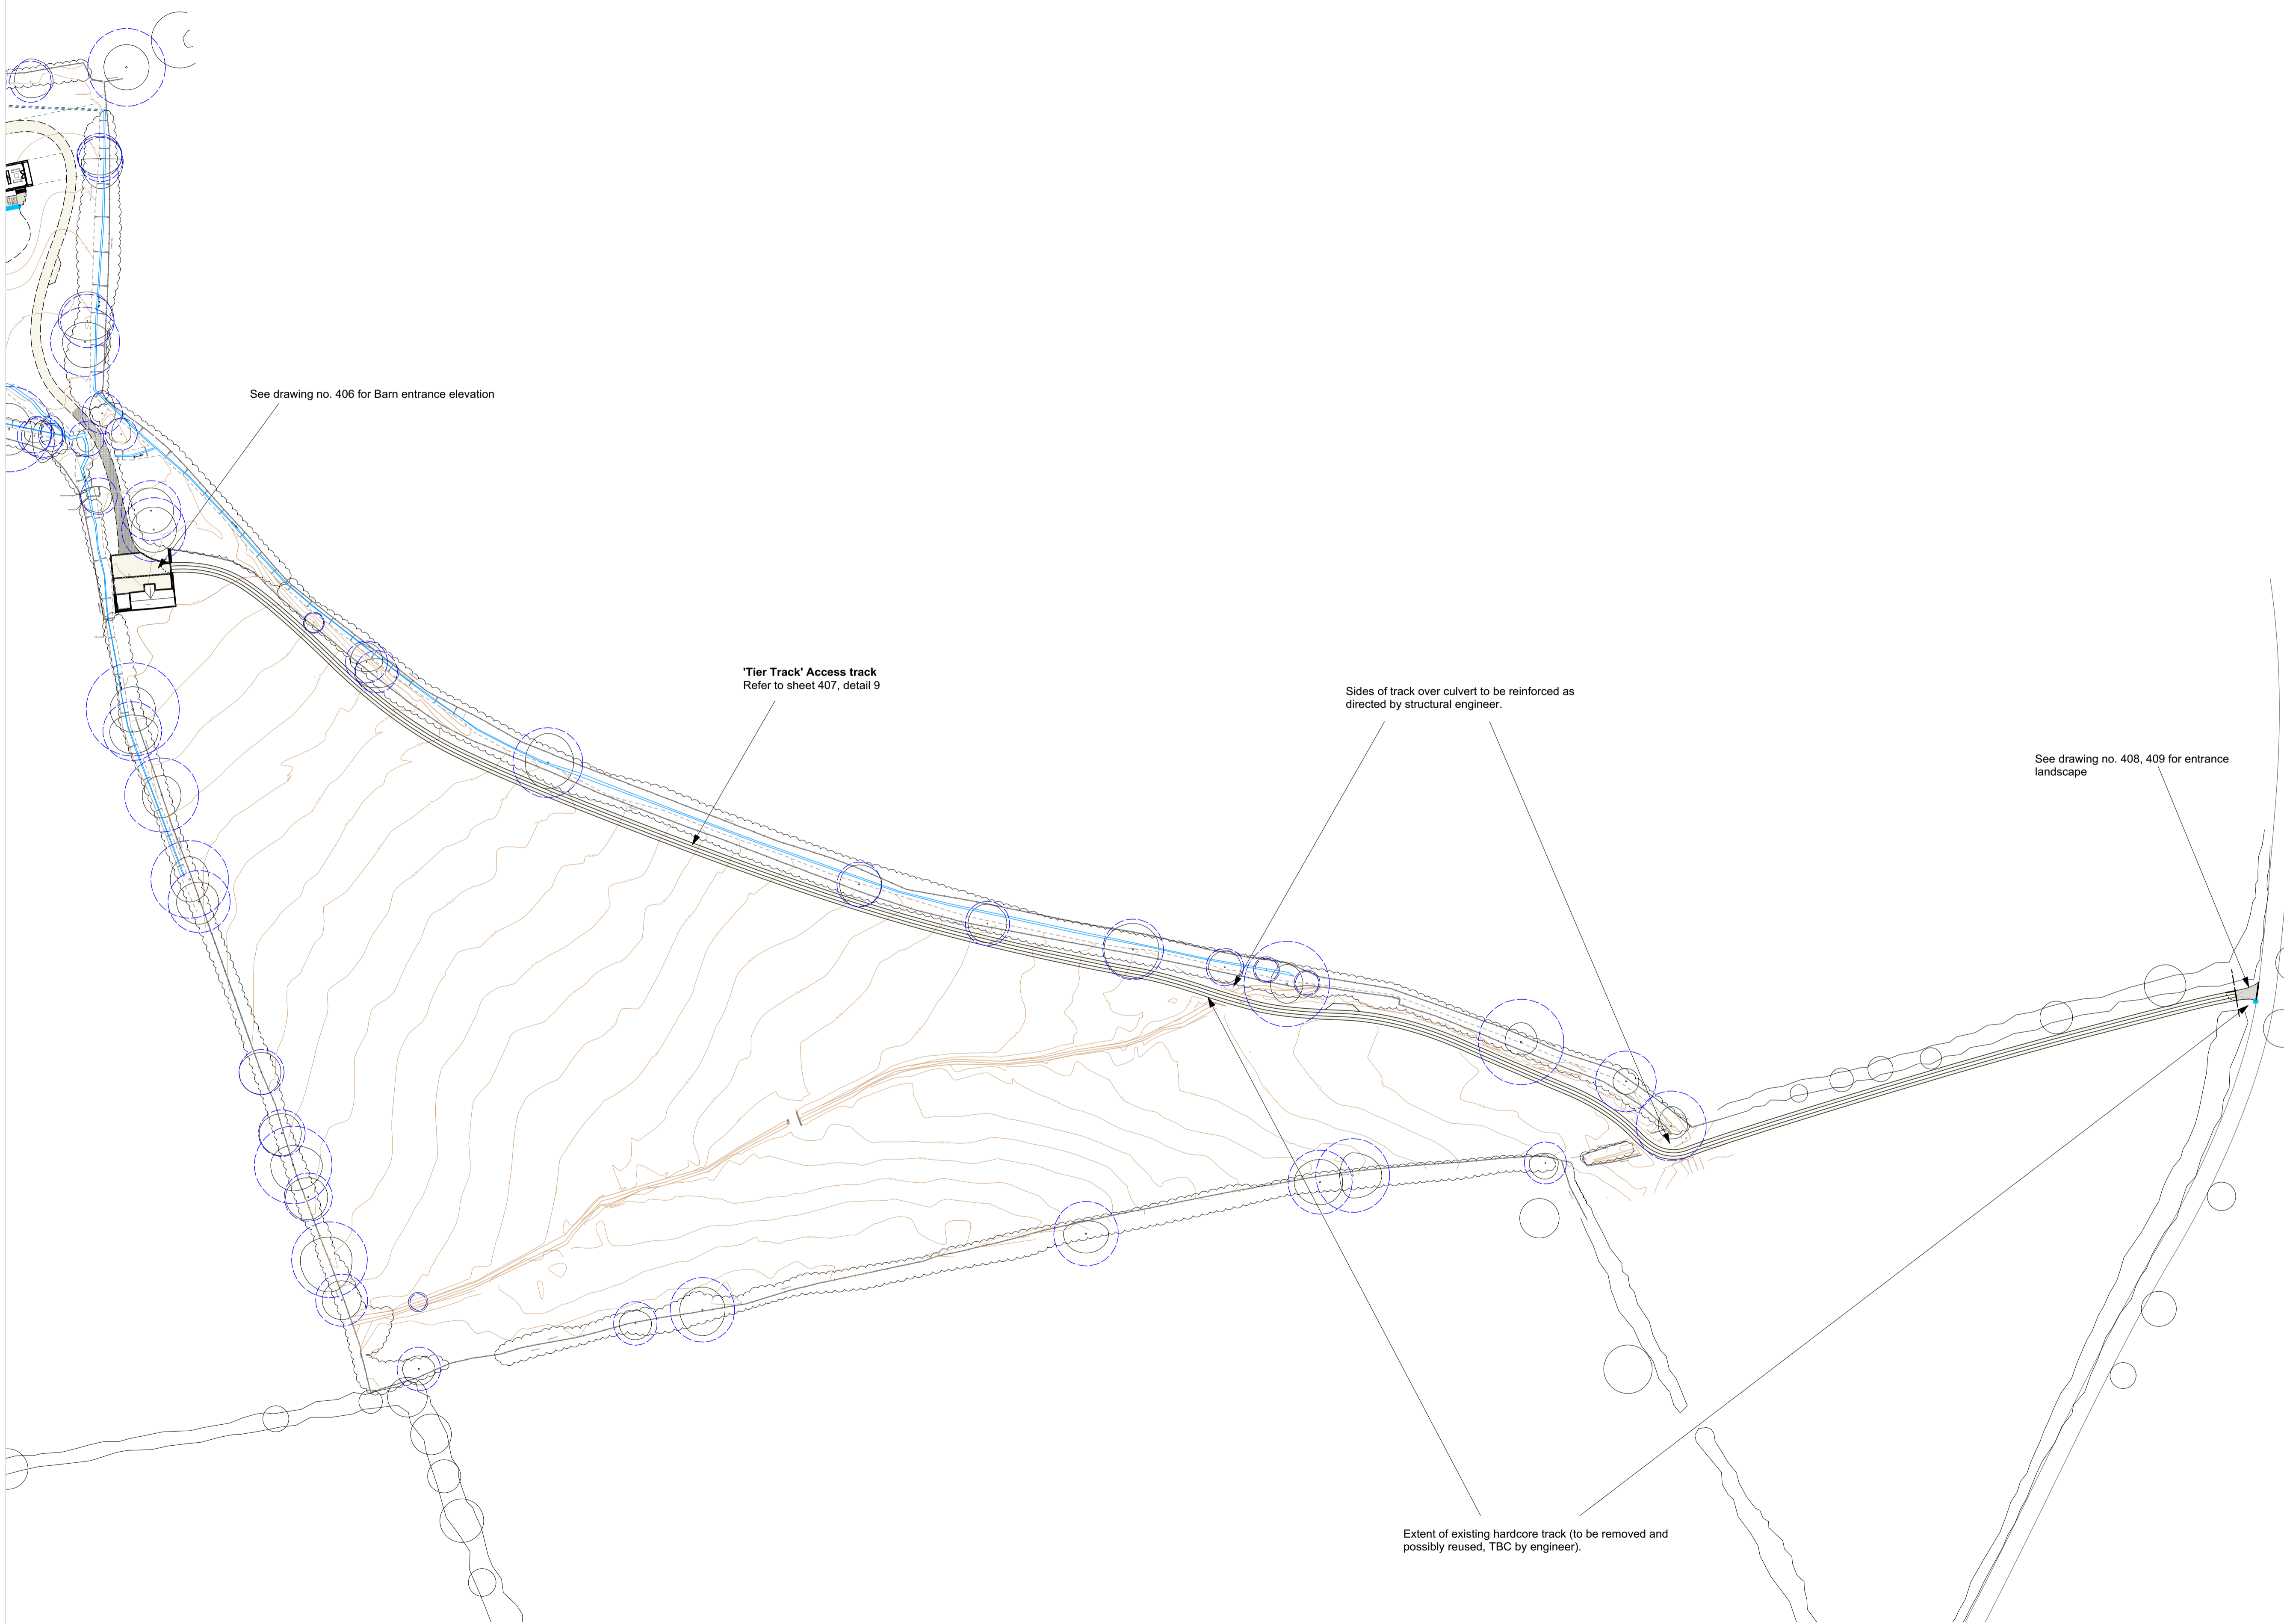 See drawing no. 406 for Barn entrance elevation
'Tier Track' Access track
Refer to sheet 407, detail 9
Sides of track over culvert to be reinforced as
directed by structural engineer.
See drawing no. 408, 409 for entrance
landscape
Extent of existing hardcore track (to be removed and
possibly reused, TBC by engineer).